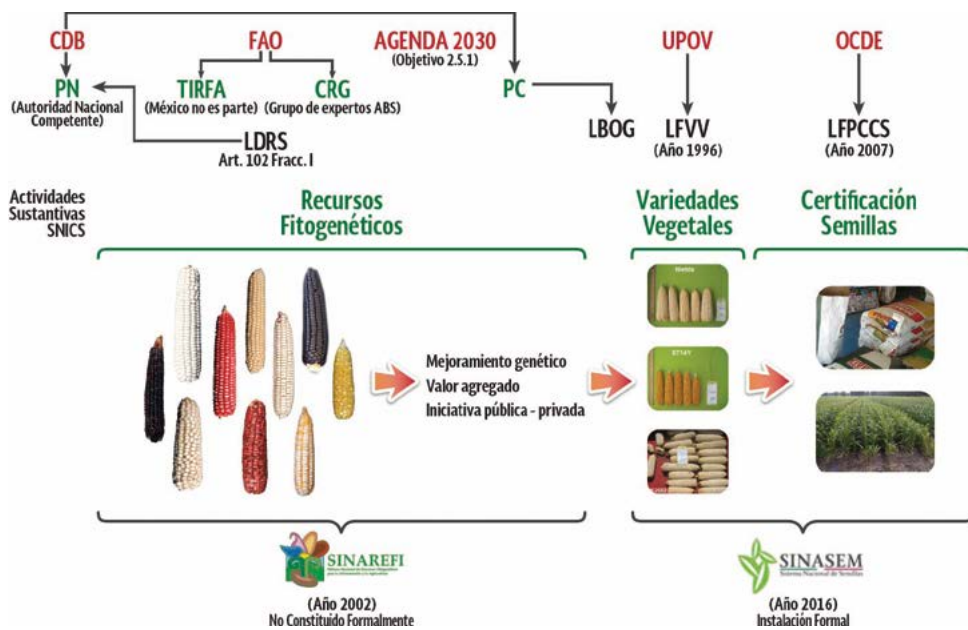 CDB
FAO
AGENDA 2030
(Objetivo 2.5.1)
UPOV
OCDE
PN
(Autoridad Nacional
Competente)
TIRFA
(México no es parte)
CRG
(Grupo de expertos ABS)
PC
LDRS
Art. 102 Fracc. I
LBOG
LFVV
(Año 1996)
LFPCCS
(Año 2007)
Actividades
Sustantivas
SNICS
Recursos
Fitogenéticos
Variedades
Vegetales
Certificación
Semillas
Mejoramiento genético
Valor agregado
Iniciativa pública - privada
SINAREFI
(Año 2002)
No Constituido Formalmente
SINASEM
Sistema Nacional de Semillas
(Año 2016)
Instalación Formal